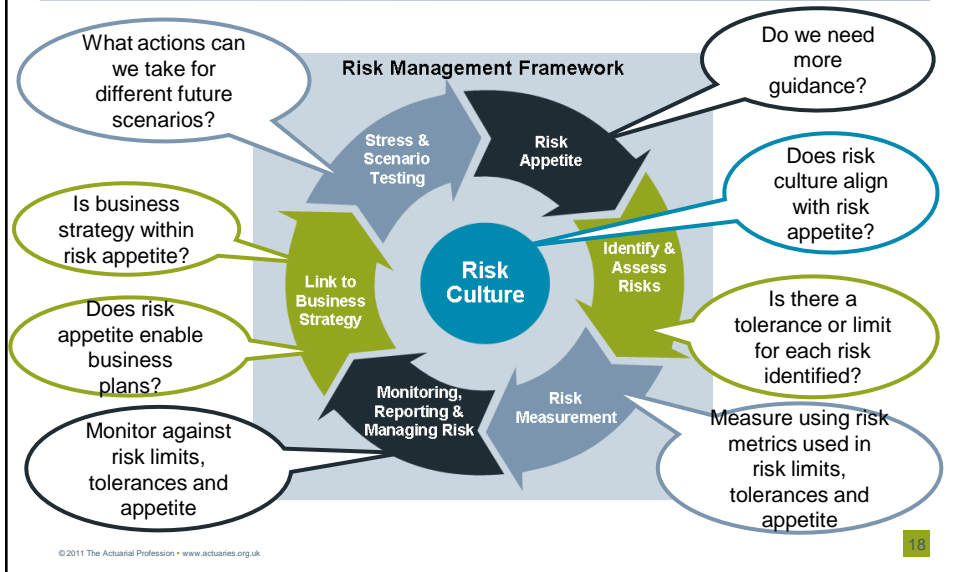 What actions can
we take for
different future
scenarios?
Risk Management Framework
Do we need
more
guidance?
Stress &
Scenario
Testing
Risk
Appetite
Does risk
culture align
with risk
appetite?
Is business
strategy within
risk appetite?
Identify &
Assess
Risks
Risk
Culture
Link to
Business
Strategy
Is there a
tolerance or limit
for each risk
identified?
Does risk
appetite enable
business
plans?
Monitoring,
Reporting &
Managing Risk
Risk
Measurement
Monitor against
risk limits,
tolerances and
appetite
Measure using risk
metrics used in
risk limits,
tolerances and
appetite
© 2011 The Actuarial Profession • www.actuaries.org.uk
18